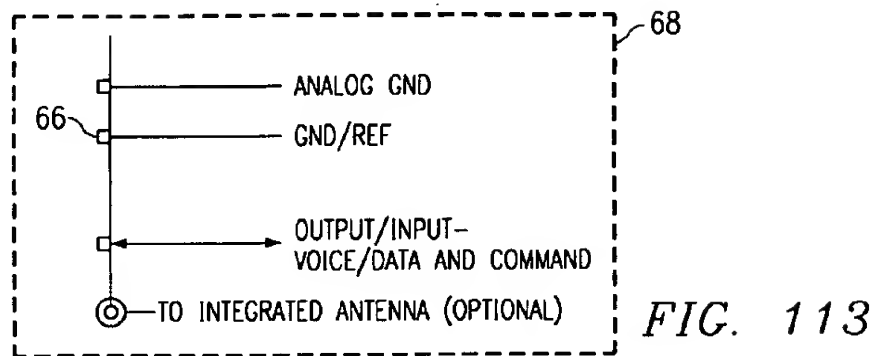 68
ANALOG GND
66
GND/REF
OUTPUT/INPUT-
VOICE/DATA AND COMMAND
TO INTEGRATED ANTENNA (OPTIONAL)
FIG. 113